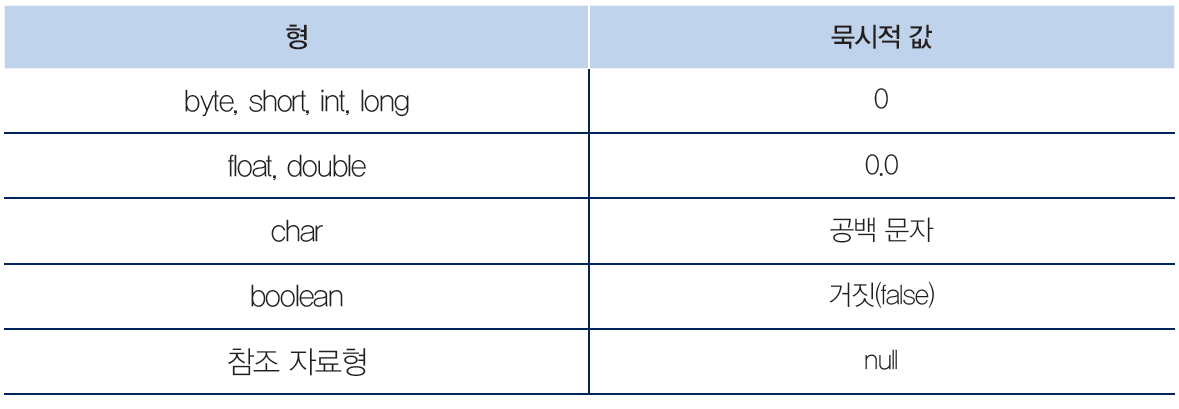 형 묵시적 값
byte, short, int, long 0
float, double 0.0
char 공백 문자
boolean 거짓(false)
참조 자료형 null